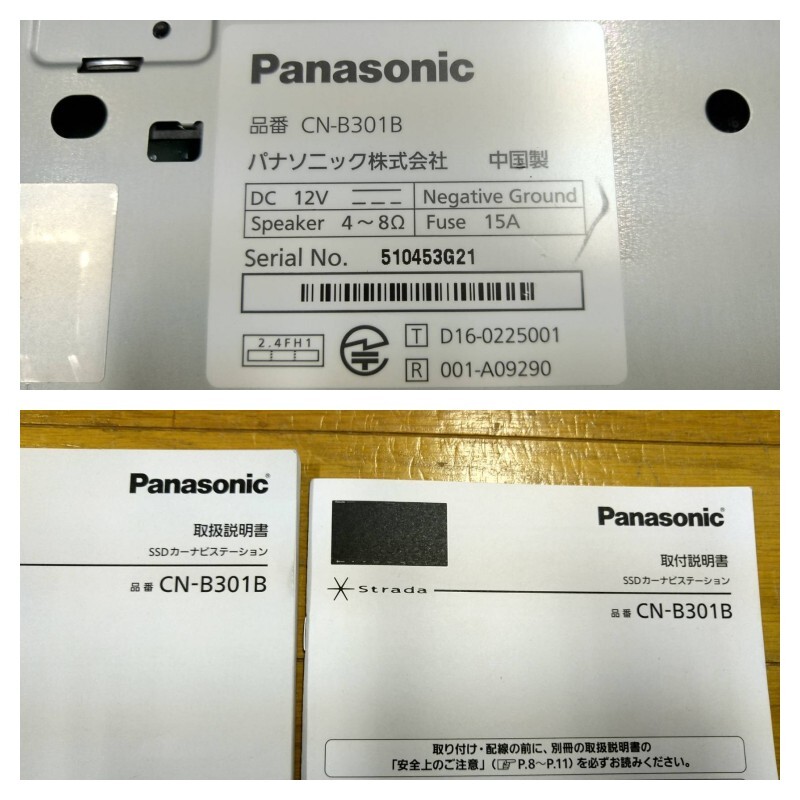 Panasonic
品番 CN-B301B
パナソニック株式会社 中国製
DC 12V Negative Ground
Speaker 4～8Ω Fuse 15A
Serial No. 510453G21
2.4FH1
T D16-0225001
R 001-A09290
Panasonic
取扱説明書
SSDカーナビステーション
品番 CN-B301B
Panasonic
取付説明書
SSDカーナビステーション
Strada
品番 CN-B301B
取り付け・配線の前に、別冊の取扱説明書の
「安全上のご注意」(☞P.8～P.11)を必ずお読みください。